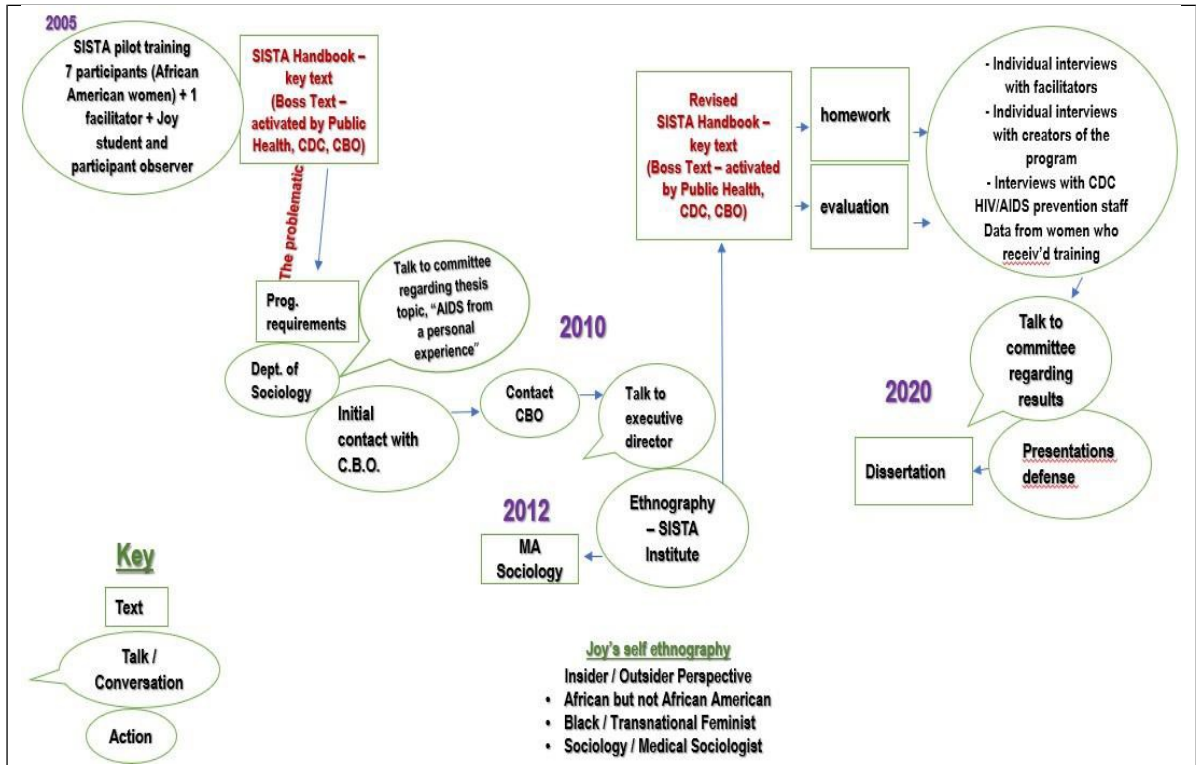 2005
SISTA pilot training
7 participants (African
American women) + 1
facilitator + Joy
student and
participant observer
SISTA Handbook –
key text
(Boss Text –
activated by Public
Health, CDC, CBO)
The problematic
Prog.
requirements
Dept. of
Sociology
Talk to committee
regarding thesis
topic, “AIDS from
a personal
experience”
Initial
contact with
C.B.O.
2010
Contact
CBO
Talk to
executive
director
Ethnography
– SISTA
Institute
2012
MA
Sociology
Revised
SISTA Handbook –
key text
(Boss Text – activated
by Public Health,
CDC, CBO)
homework
evaluation
- Individual interviews
with facilitators
- Individual interviews
with creators of the
program
- Interviews with CDC
HIV/AIDS prevention staff
Data from women who
receiv’d training
Talk to
committee
regarding
results
2020
Presentations
defense
Dissertation
Key
Text
Talk /
Conversation
Action
Joy’s self ethnography
Insider / Outsider Perspective
• African but not African American
• Black / Transnational Feminist
• Sociology / Medical Sociologist